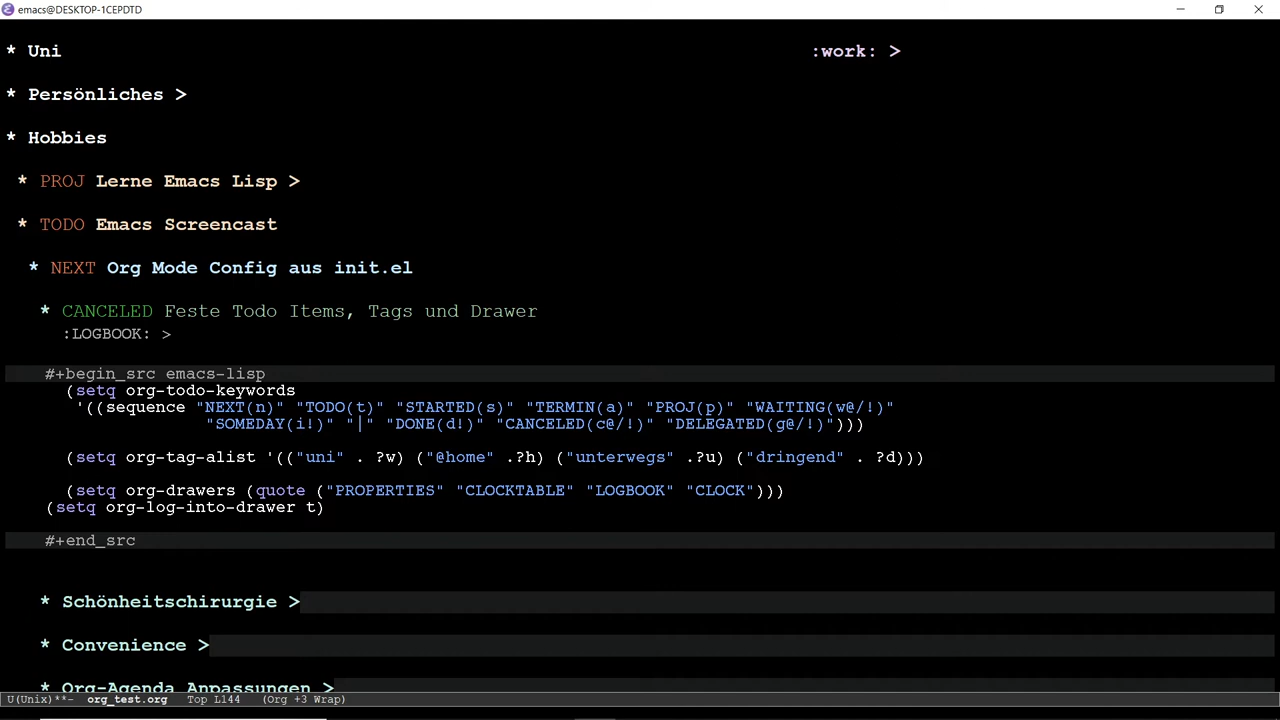 emacs@DESKTOP-1CEPDTD
* Uni :work: >
* Persönliches >
* Hobbies
* PROJ Lerne Emacs Lisp >
* TODO Emacs Screencast
* NEXT Org Mode Config aus init.el
* CANCELED Feste Todo Items, Tags und Drawer
:LOGBOOK: >
#+begin_src emacs-lisp
(setq org-todo-keywords
'((sequence "NEXT(n)" "TODO(t)" "STARTED(s)" "TERMIN(a)" "PROJ(p)" "WAITING(w@/!)"
"SOMEDAY(i!)" "|" "DONE(d!)" "CANCELED(c@/!)" "DELEGATED(g@/!)")))
(setq org-tag-alist '(("uni" . ?w) ("@home" .?h) ("unterwegs" .?u) ("dringend" . ?d)))
(setq org-drawers (quote ("PROPERTIES" "CLOCKTABLE" "LOGBOOK" "CLOCK")))
(setq org-log-into-drawer t)
#+end_src
* Schönheitschirurgie >
* Convenience >
* Org-Agenda Anpassungen >
U(Unix)**- org_test.org Top L144 (Org +3 Wrap)